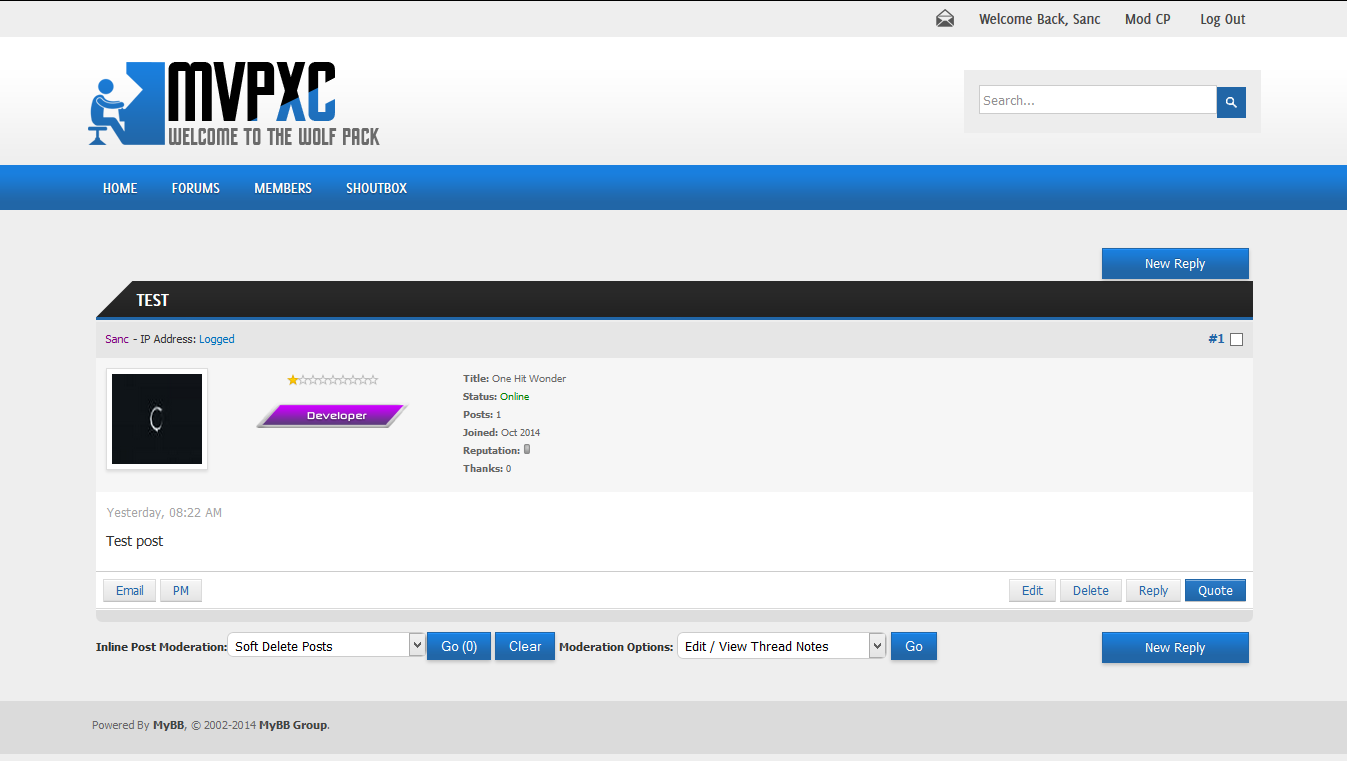 Welcome Back, Sanc Mod CP Log Out
MVPXC
WELCOME TO THE WOLF PACK
Search...
HOME FORUMS MEMBERS SHOUTBOX
New Reply
TEST
Sanc - IP Address: Logged #1
Developer
Title: One Hit Wonder
Status: Online
Posts: 1
Joined: Oct 2014
Reputation: 0
Thanks: 0
Yesterday, 08:22 AM
Test post
Email PM Edit Delete Reply Quote
Inline Post Moderation: Soft Delete Posts Go (0) Clear Moderation Options: Edit / View Thread Notes Go New Reply
Powered By MyBB, © 2002-2014 MyBB Group.